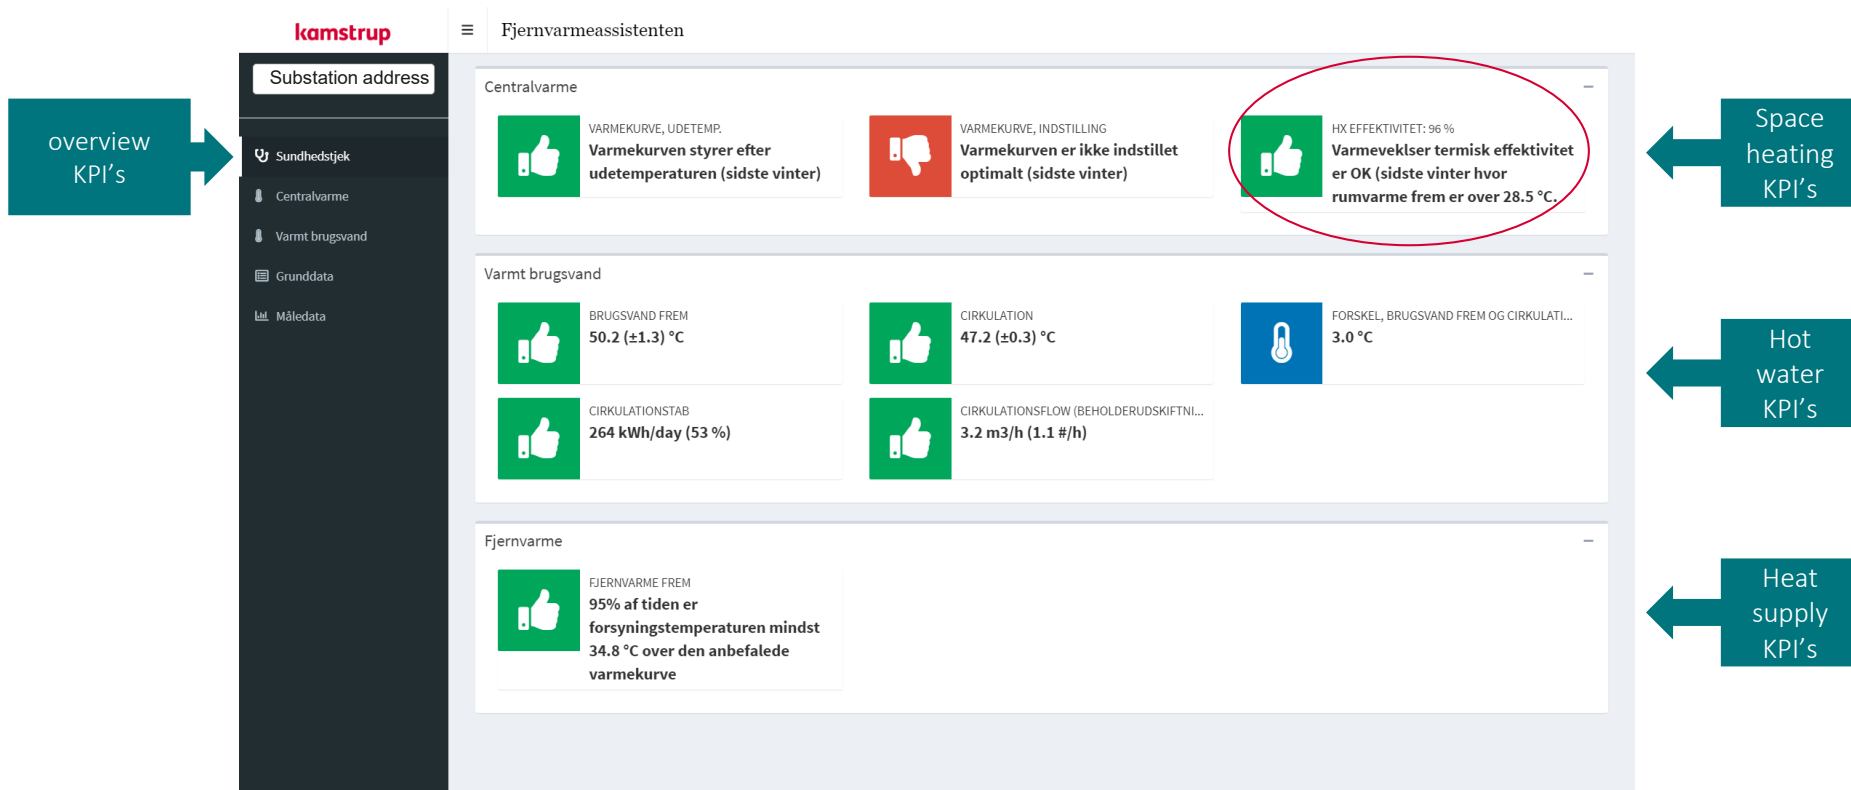 kamstrup
Fjernvarmeassistenten
Substation address
overview
KPI's
Sundhedstjek
Centralvarme
Varmt brugsvand
Grunddata
Måledata
Centralvarme
VARMEKURVE, UDETEMP.
Varmekurven styrer efter
udetemperaturen (sidste vinter)
VARMEKURVE, INDSTILLING
Varmekurven er ikke indstillet
optimalt (sidste vinter)
HX EFFEKTIVITET: 96 %
Varmeveklser termisk effektivitet
er OK (sidste vinter hvor
rumvarme frem er over 28.5 °C.
Space
heating
KPI's
Varmt brugsvand
BRUGSVAND FREM
50.2 (±1.3) °C
CIRKULATION
47.2 (±0.3) °C
FORSKEL, BRUGSVAND FREM OG CIRKULATI...
3.0 °C
CIRKULATIONSTAB
264 kWh/day (53 %)
CIRKULATIONSFLOW (BEHOLDERUDSKIFTNI...
3.2 m3/h (1.1 #/h)
Hot
water
KPI's
Fjernvarme
FJERNVARME FREM
95% af tiden er
forsyningstemperaturen mindst
34.8 °C over den anbefalede
varmekurve
Heat
supply
KPI's